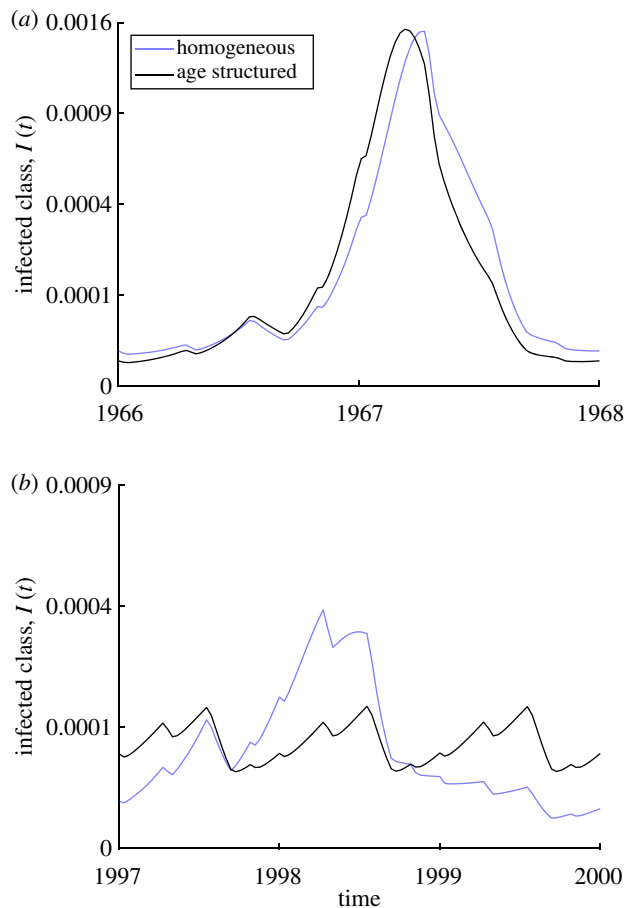 (a)
0.0016
homogeneous
age structured
0.0009
0.0004
0.0001
0
infected class, I (t)
1966
1967
1968
(b)
0.0009
0.0004
0.0001
0
infected class, I (t)
1997
1998
1999
2000
time